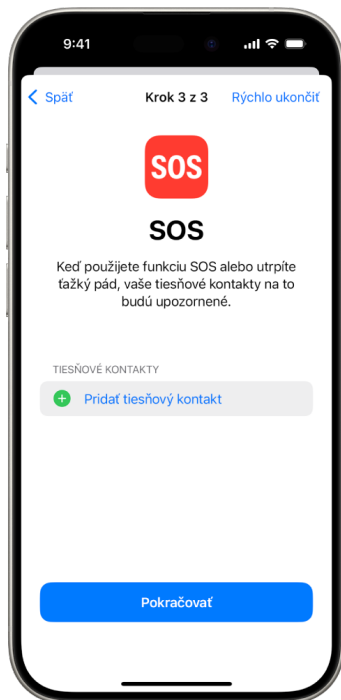 9:41
Späť Krok 3 z 3 Rýchlo ukončiť
SOS
SOS
Keď použijete funkciu SOS alebo utrpíte
ťažký pád, vaše tiesňové kontakty na to
budú upozornené.
TIESŇOVÉ KONTAKTY
Pridať tiesňový kontakt
Pokračovať